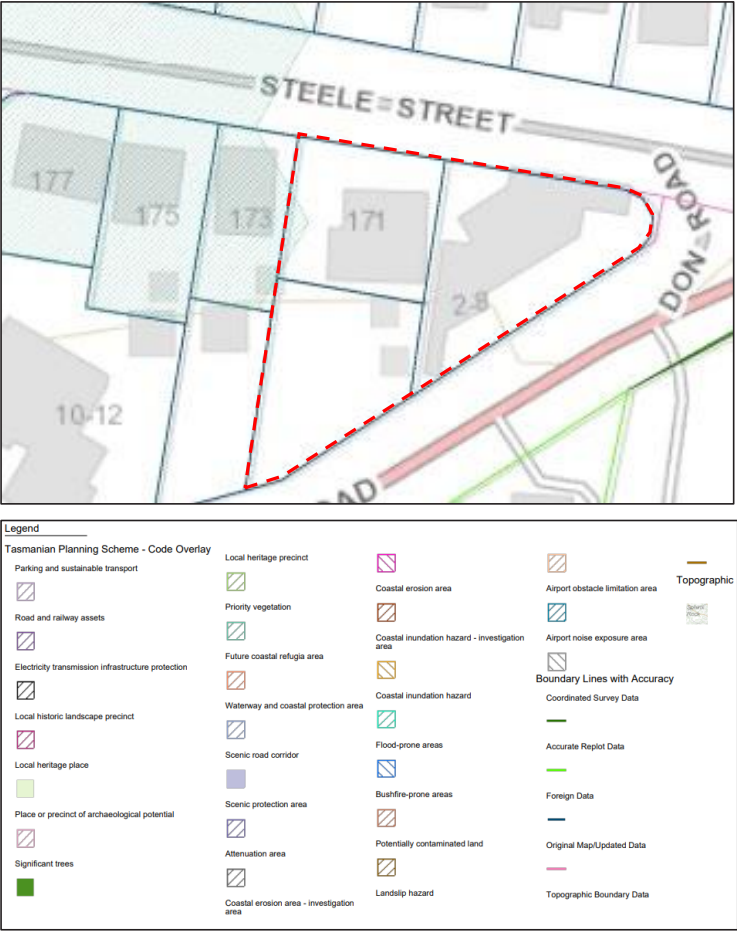 STEELE STREET
DON ROAD
177
175
173
171
2-8
10-12
OAD
Legend
Tasmanian Planning Scheme - Code Overlay
Parking and sustainable transport
Road and railway assets
Electricity transmission infrastructure protection
Local historic landscape precinct
Local heritage place
Place or precinct of archaeological potential
Significant trees
Local heritage precinct
Priority vegetation
Future coastal refugia area
Waterway and coastal protection area
Scenic road corridor
Scenic protection area
Attenuation area
Coastal erosion area - investigation
area
Coastal erosion area
Coastal inundation hazard - investigation
area
Coastal inundation hazard
Flood-prone areas
Bushfire-prone areas
Potentially contaminated land
Landslip hazard
Airport obstacle limitation area
Airport noise exposure area
Boundary Lines with Accuracy
Coordinated Survey Data
Accurate Replot Data
Foreign Data
Original Map/Updated Data
Topographic Boundary Data
Topographic